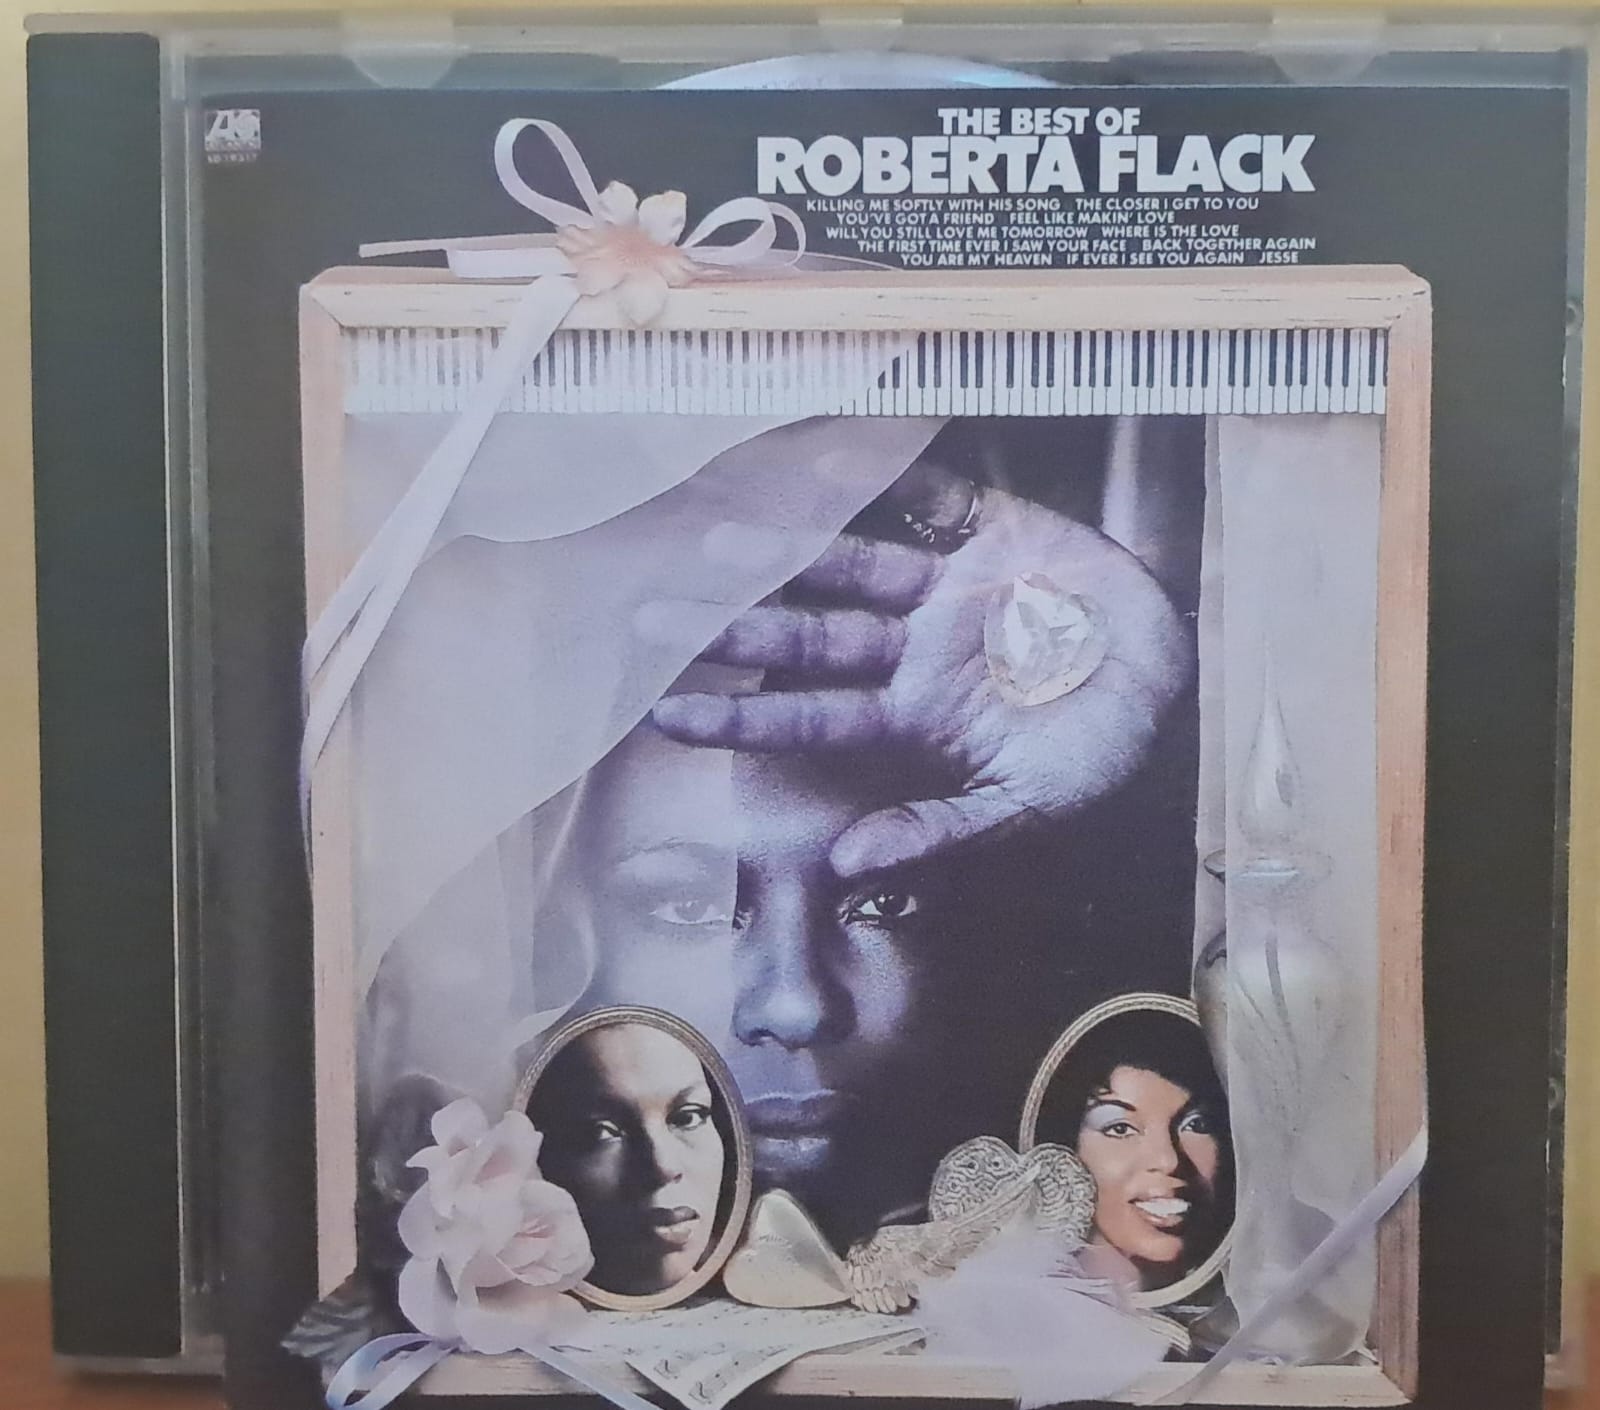 THE BEST OF
ROBERTA FLACK
KILLING ME SOFTLY WITH HIS SONG THE CLOSER I GET TO YOU
YOU'VE GOT A FRIEND FEEL LIKE MAKIN' LOVE
WILL YOU STILL LOVE ME TOMORROW WHERE IS THE LOVE
THE FIRST TIME EVER I SAW YOUR FACE BACK TOGETHER AGAIN
YOU ARE MY HEAVEN IF EVER I SEE YOU AGAIN JESSE